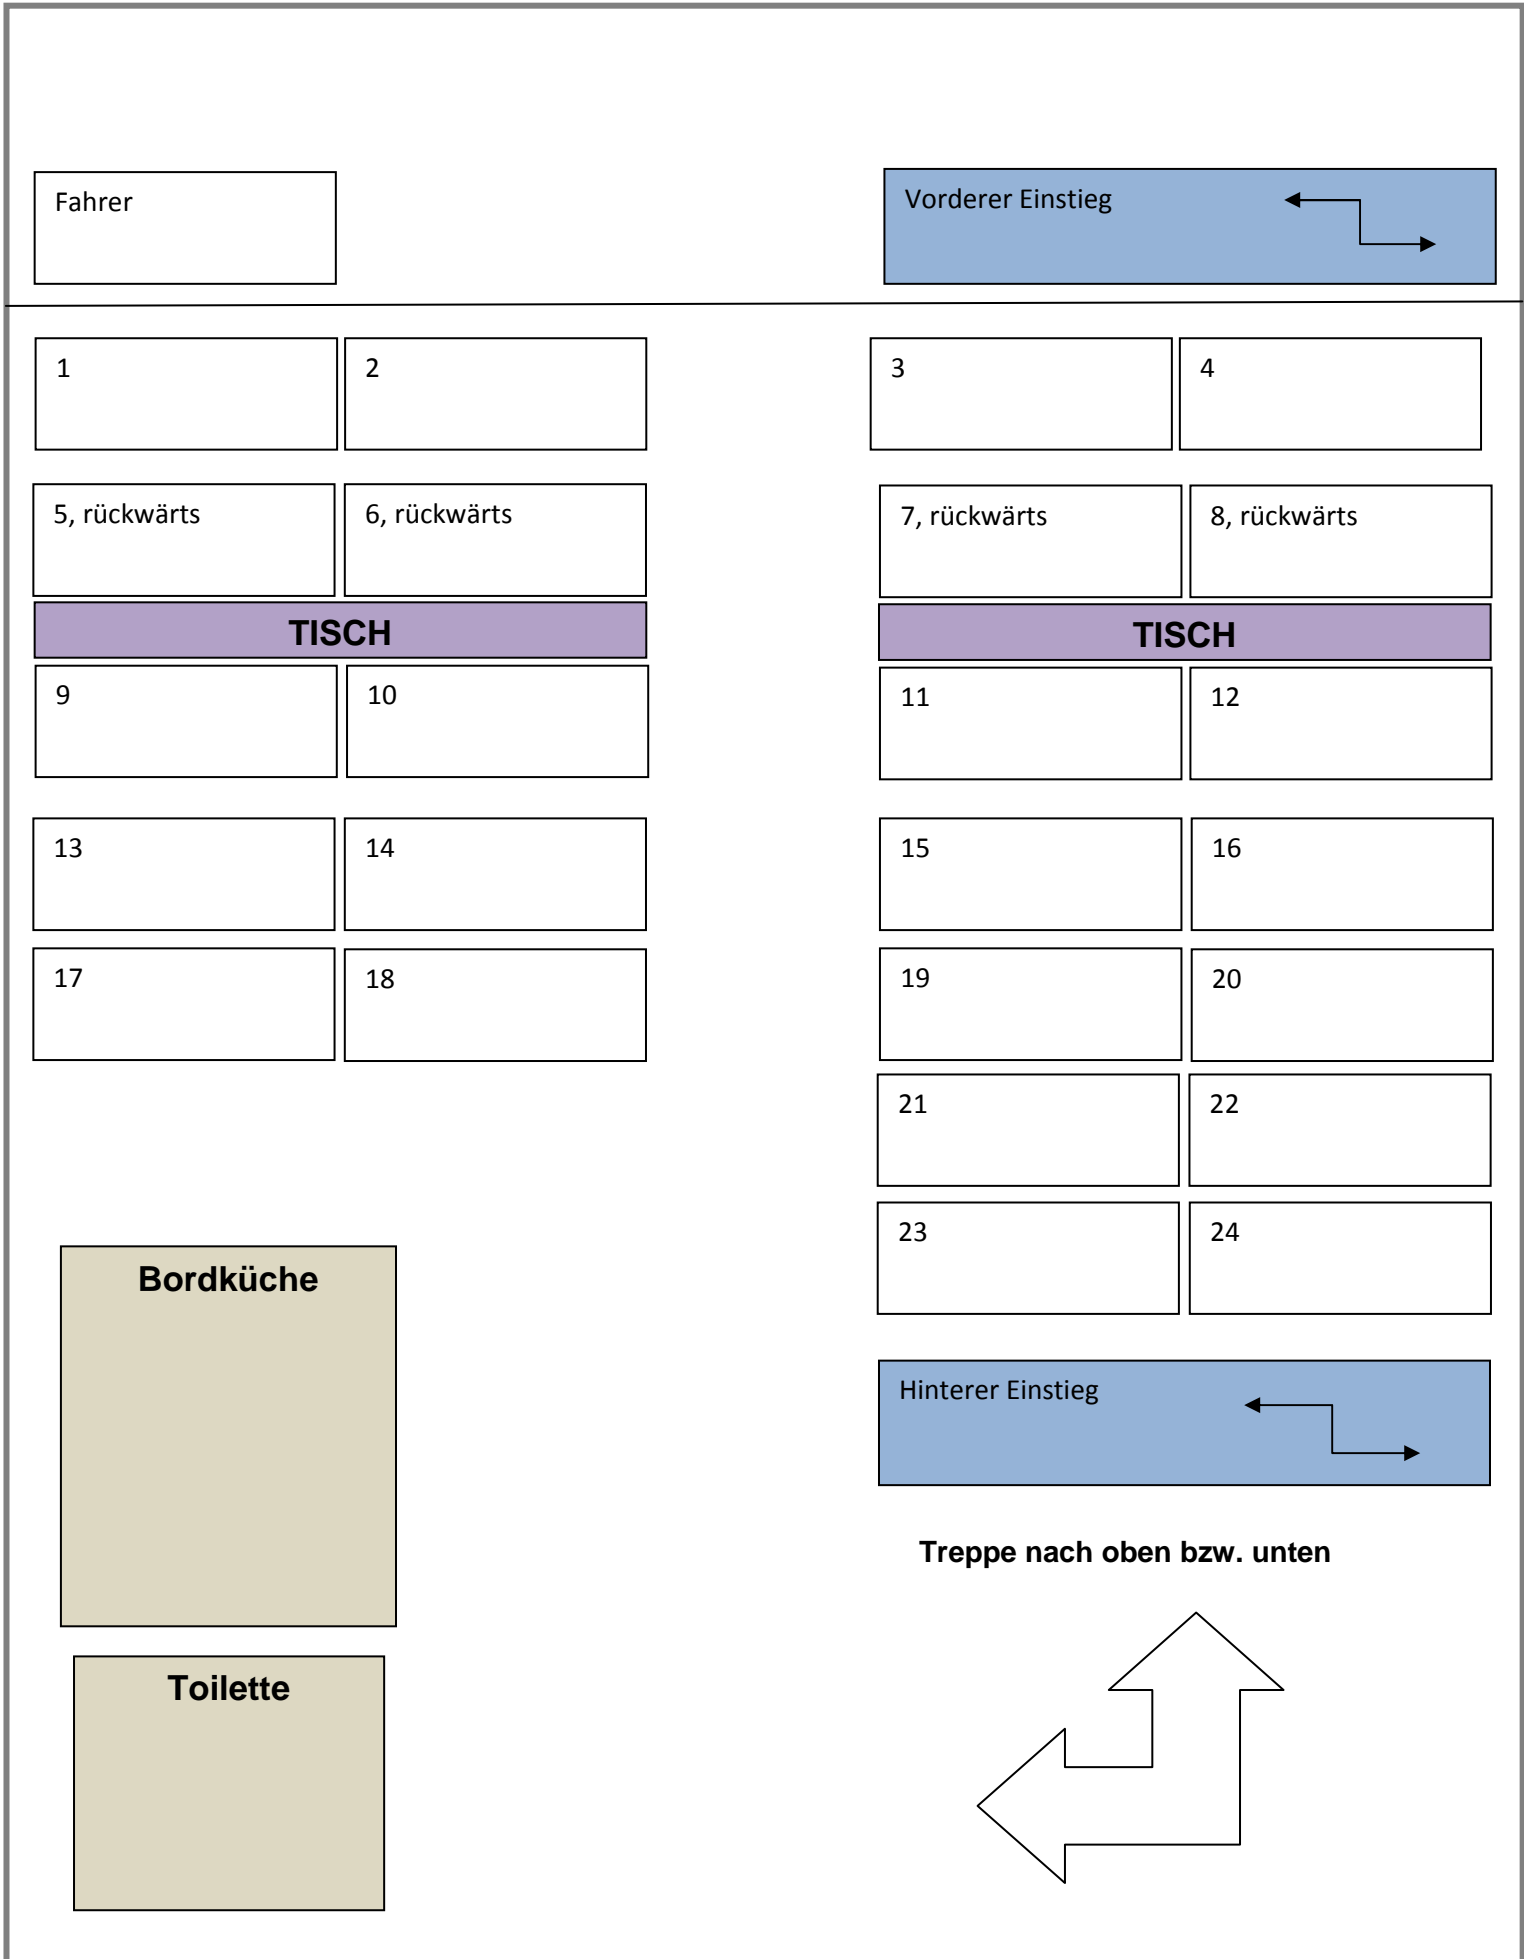 Fahrer
Vorderer Einstieg
1
2
3
4
5, rückwärts
6, rückwärts
7, rückwärts
8, rückwärts
TISCH
TISCH
9
10
11
12
13
14
15
16
17
18
19
20
21
22
23
24
Bordküche
Hinterer Einstieg
Treppe nach oben bzw. unten
Toilette